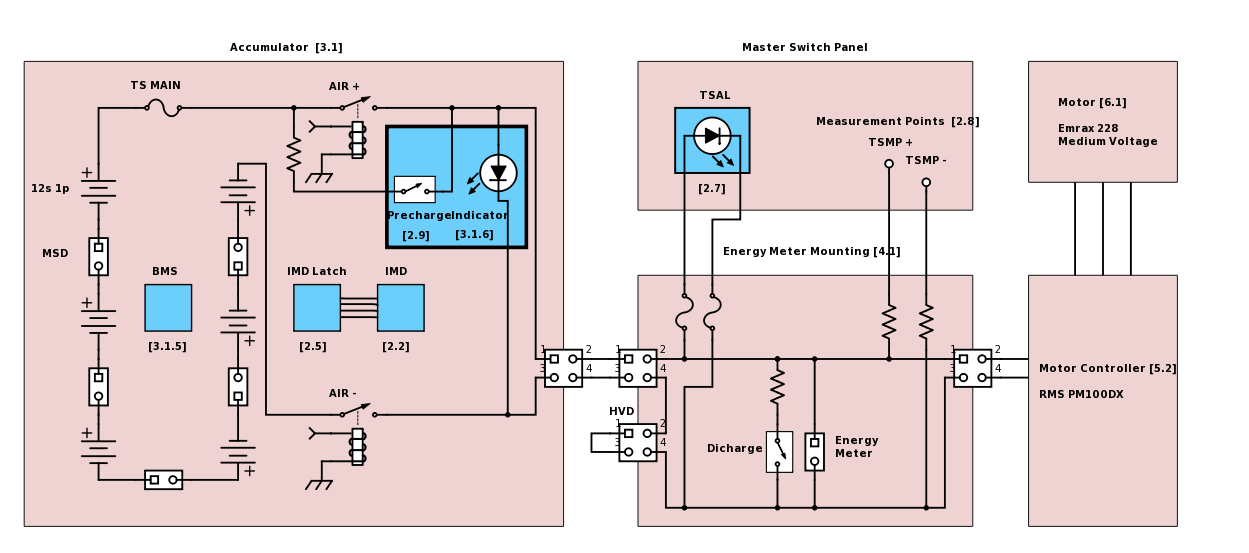 Accumulator [3.1]
Master Switch Panel
TS MAIN
AIR +
TSAL
Measurement Points [2.8]
TSMP +
TSMP -
Motor [6.1]
Emrax 228
Medium Voltage
12s 1p
[2.7]
PrechargeIndicator
[2.9] [3.1.6]
MSD
Energy Meter Mounting [4.1]
BMS
IMD Latch
IMD
[3.1.5]
[2.5]
[2.2]
1 2
3 4
1 2
3 4
1 2
3 4
Motor Controller [5.2]
RMS PM100DX
AIR -
HVD
1 2
3 4
Dicharge
Energy
Meter